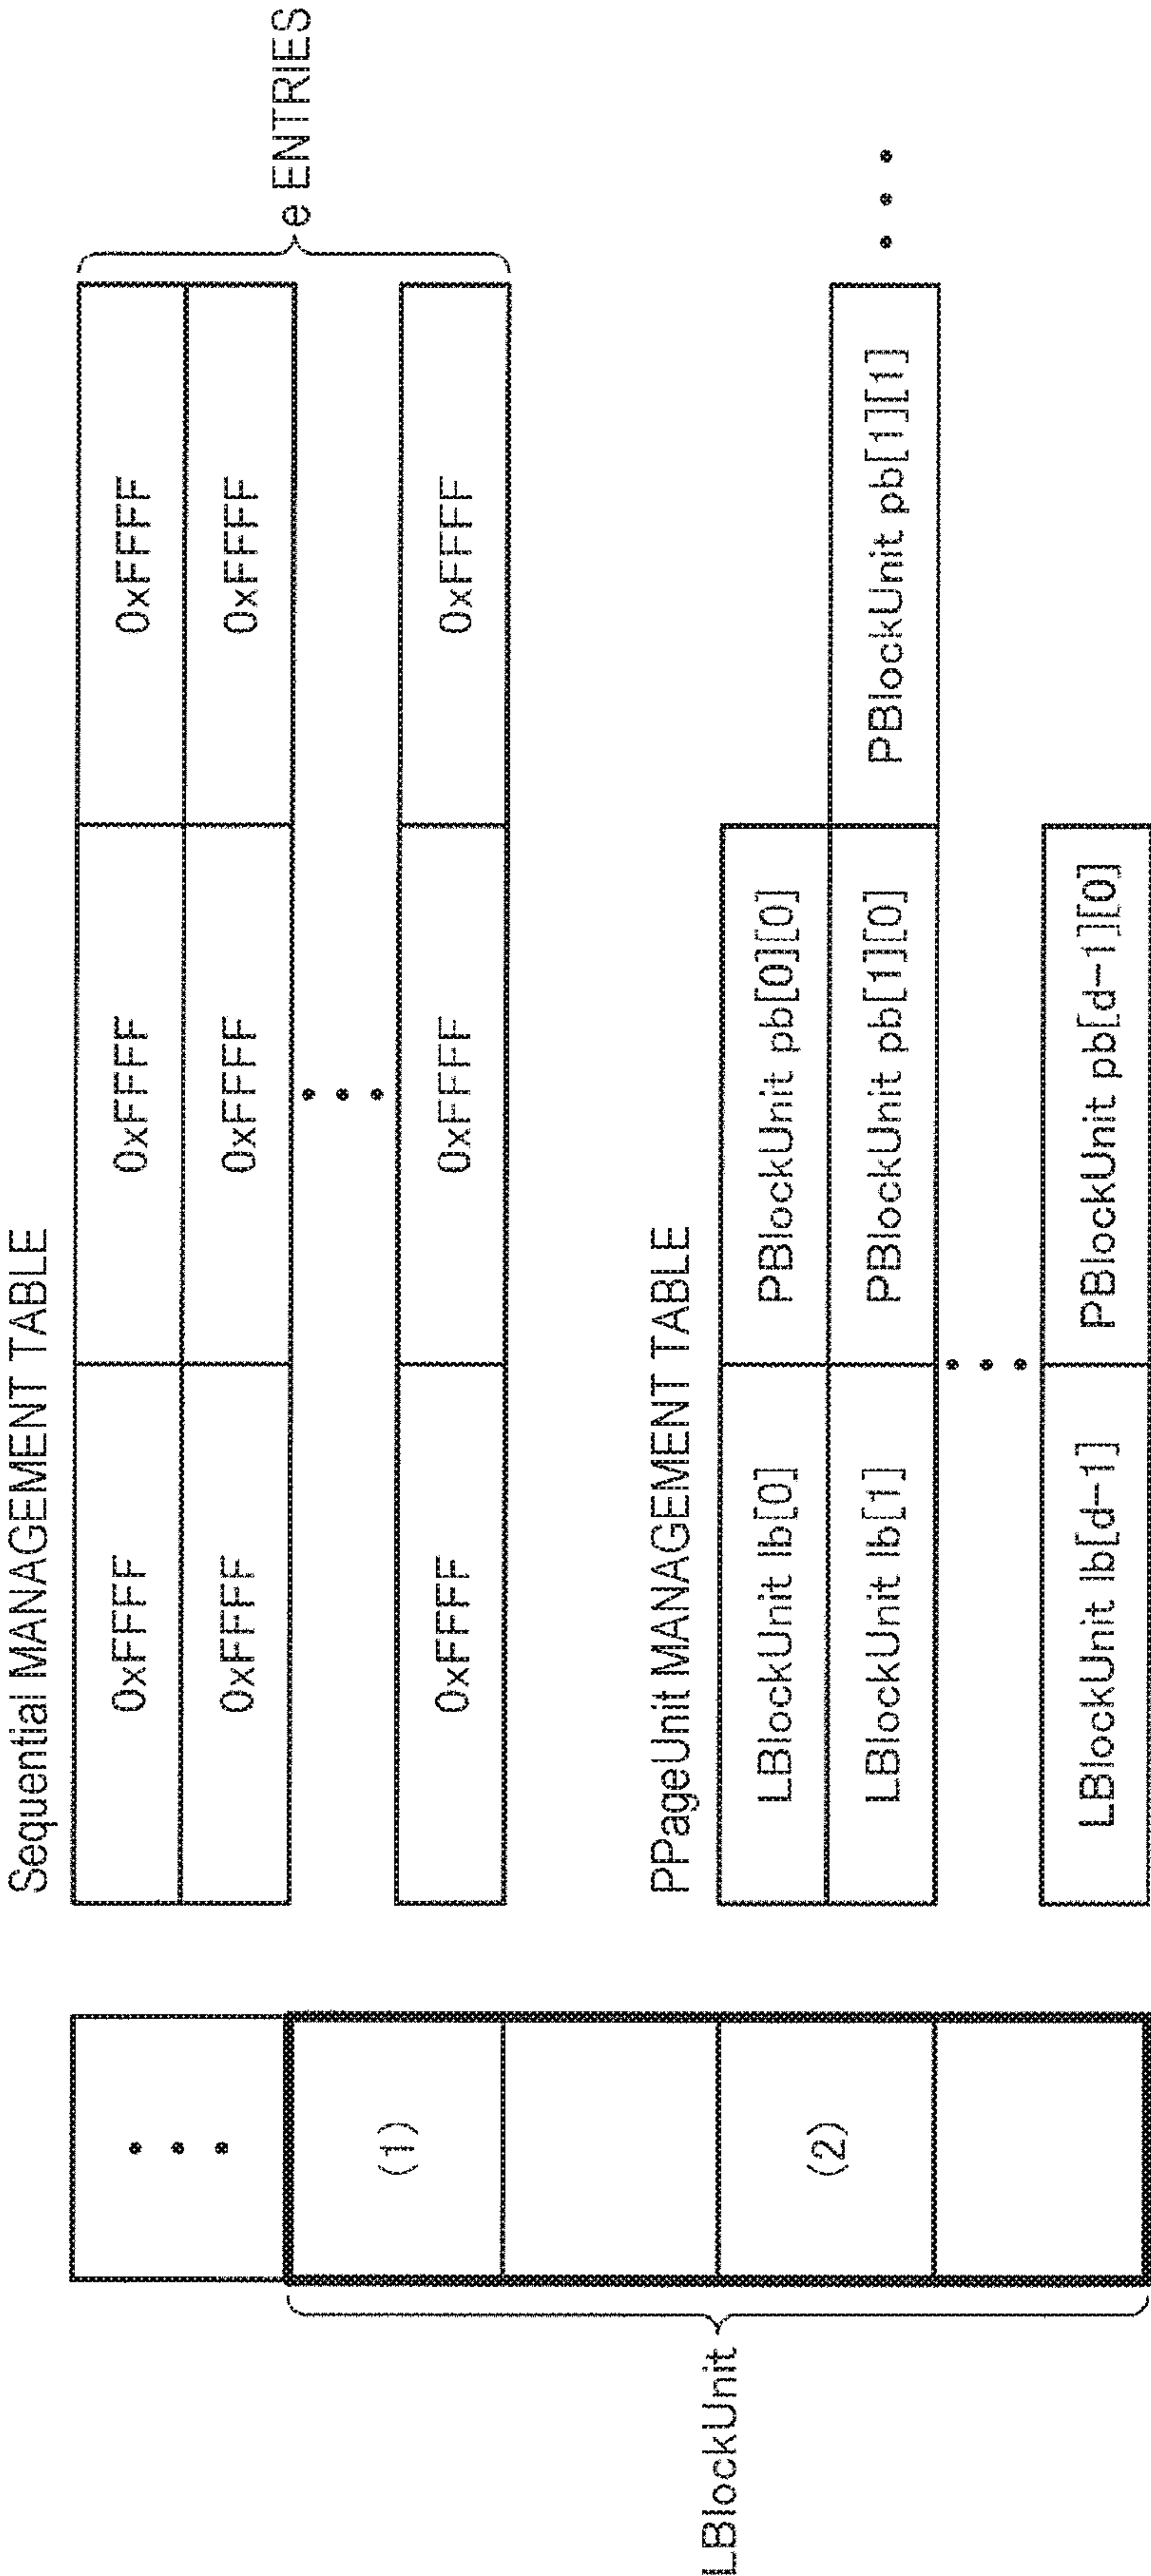 Sequential MANAGEMENT TABLE
0xFFFF 0xFFFF 0xFFFF
0xFFFF 0xFFFF 0xFFFF
0xFFFF 0xFFFF 0xFFFF
e ENTRIES
(1)
(2)
LBlockUnit
PPageUnit MANAGEMENT TABLE
LBlockUnit lb[0] PBlockUnit pb[0][0]
LBlockUnit lb[1] PBlockUnit pb[1][0] PBlockUnit pb[1][1]
LBlockUnit lb[d-1] PBlockUnit pb[d-1][0]